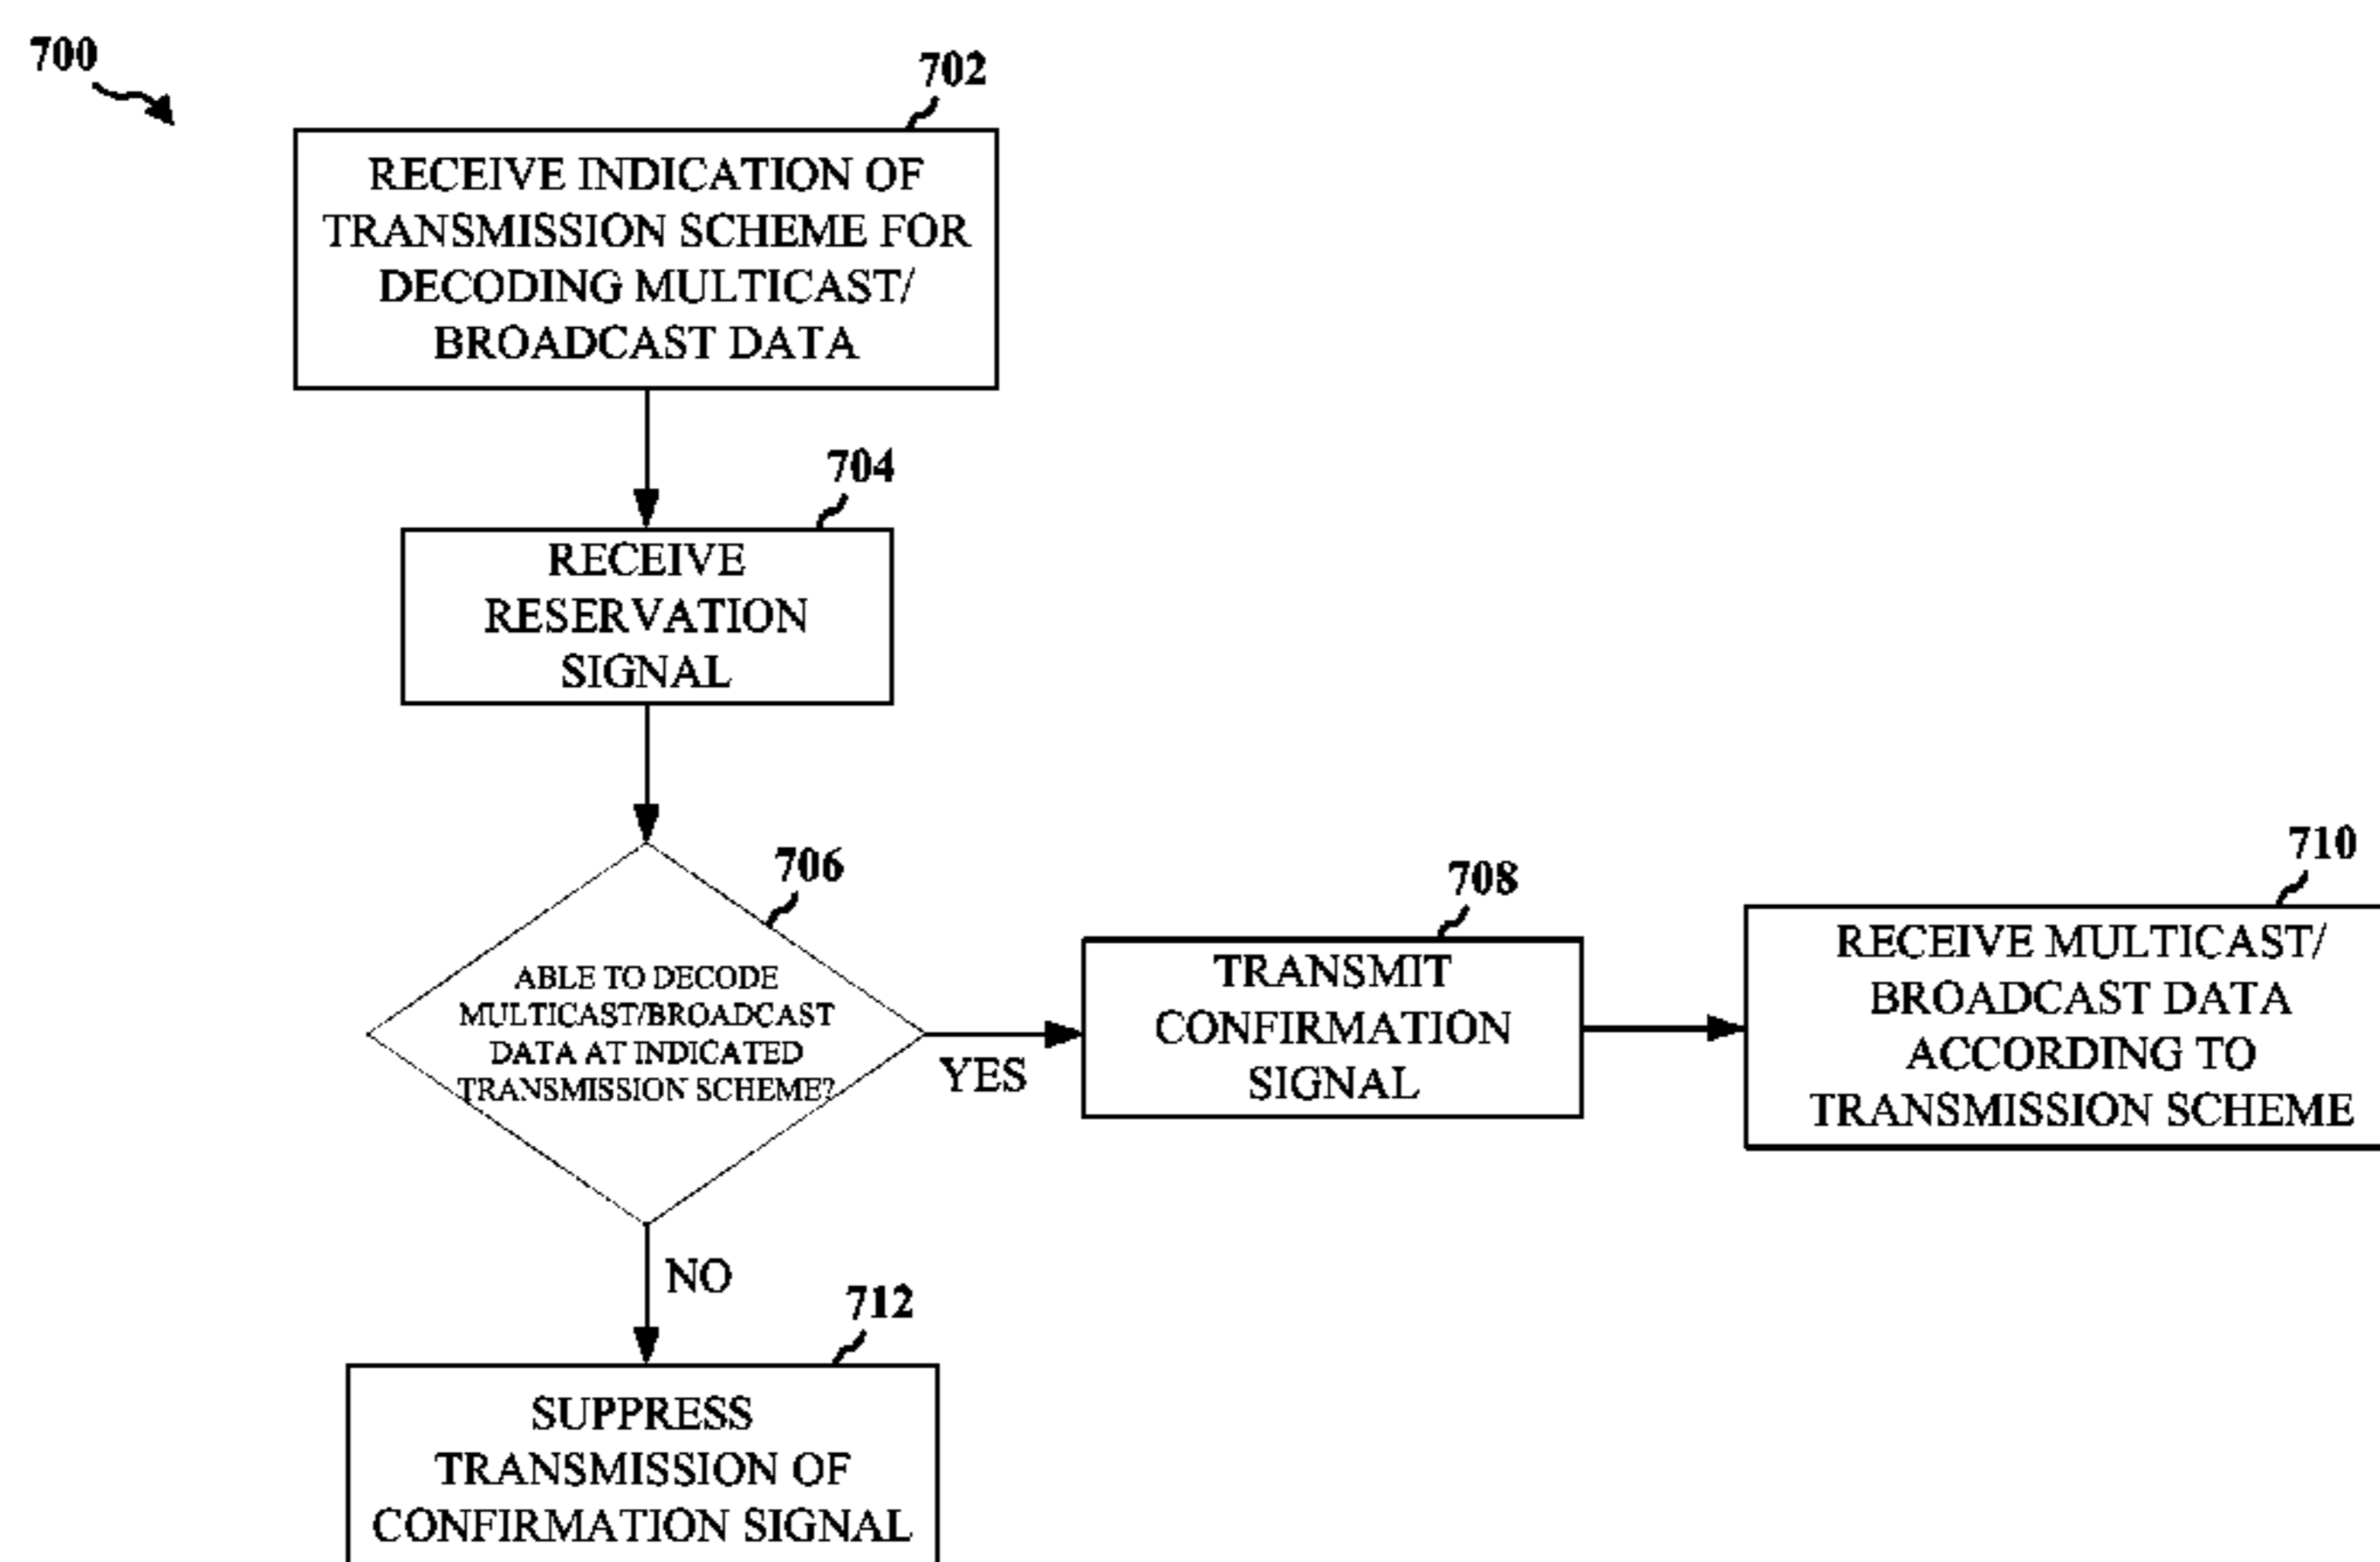 700
702
RECEIVE INDICATION OF
TRANSMISSION SCHEME FOR
DECODING MULTICAST/
BROADCAST DATA
704
RECEIVE
RESERVATION
SIGNAL
706
ABLE TO DECODE
MULTICAST/BROADCAST
DATA AT INDICATED
TRANSMISSION SCHEME?
YES
708
TRANSMIT
CONFIRMATION
SIGNAL
710
RECEIVE MULTICAST/
BROADCAST DATA
ACCORDING TO
TRANSMISSION SCHEME
NO
712
SUPPRESS
TRANSMISSION OF
CONFIRMATION SIGNAL